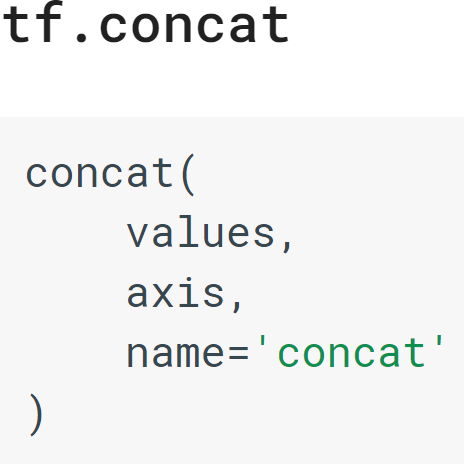 tf.concat
concat(
    values,
    axis,
    name='concat'
)